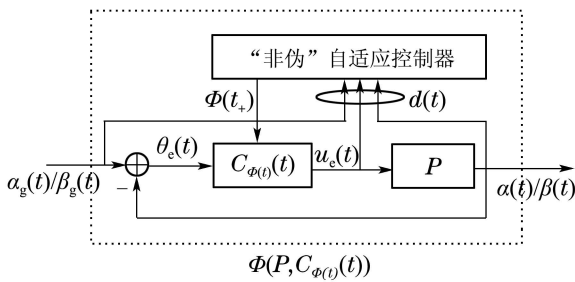 “非伪”自适应控制器
Φ(t₊)
d(t)
θₑ(t)
C_Φ(t)(t)
uₑ(t)
P
α_g(t)/β_g(t)
−
α(t)/β(t)
Φ(P,C_Φ(t)(t))